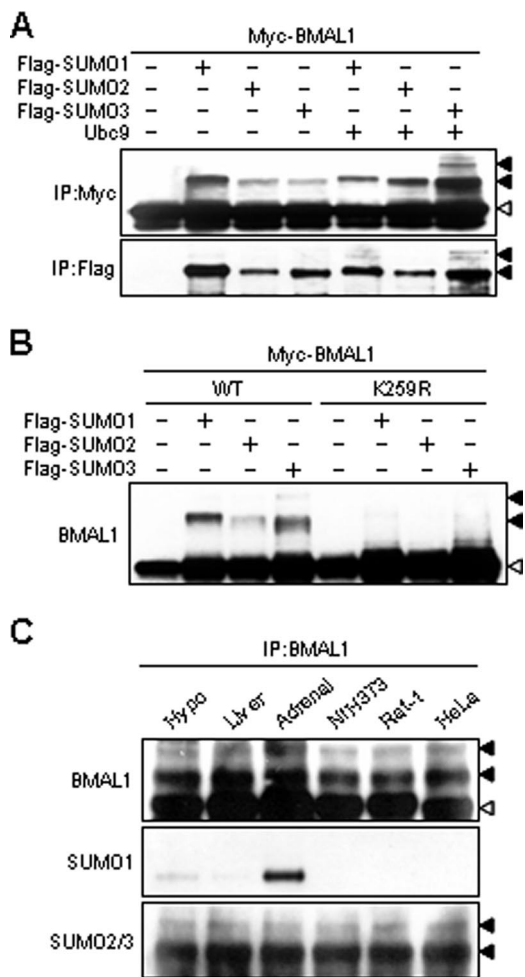 A
Myc-BMAL1
Flag-SUMO1 − + − − + − −
Flag-SUMO2 − − + − − + −
Flag-SUMO3 − − − + − − +
Ubc9 − − − − + + +
IP:Myc
IP:Flag
B
Myc-BMAL1
WT K259R
Flag-SUMO1 − + − − − + − −
Flag-SUMO2 − − + − − − + −
Flag-SUMO3 − − − + − − − +
BMAL1
C
IP:BMAL1
Hypo Liver Adrenal NIH3T3 Rat-1 HeLa
BMAL1
SUMO1
SUMO2/3